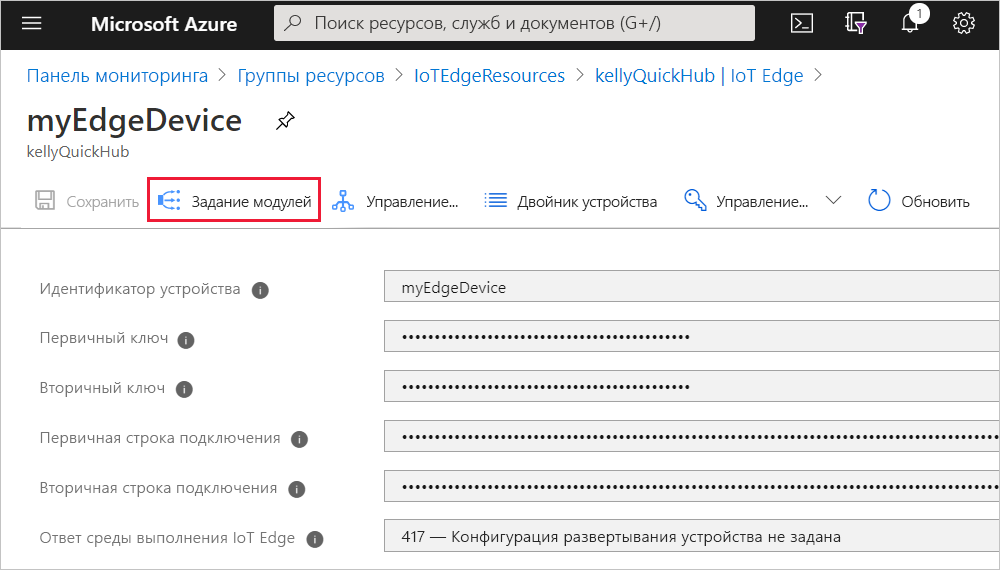 Microsoft Azure Поиск ресурсов, служб и документов (G+/) 1
Панель мониторинга > Группы ресурсов > IoTEdgeResources > kellyQuickHub | IoT Edge >
myEdgeDevice
kellyQuickHub
Сохранить Задание модулей Управление... Двойник устройства Управление... Обновить
Идентификатор устройства myEdgeDevice
Первичный ключ
Вторичный ключ
Первичная строка подключения
Вторичная строка подключения
Ответ среды выполнения IoT Edge 417 — Конфигурация развертывания устройства не задана